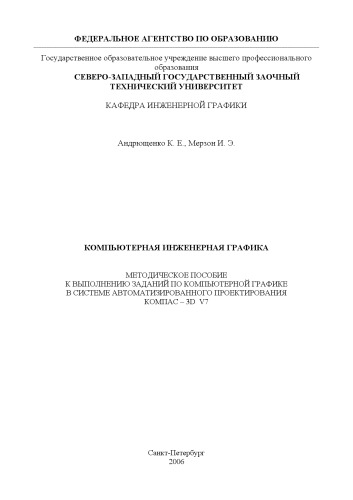 ФЕДЕРАЛЬНОЕ АГЕНТСТВО ПО ОБРАЗОВАНИЮ
Государственное образовательное учреждение высшего профессионального
образования
СЕВЕРО-ЗАПАДНЫЙ ГОСУДАРСТВЕННЫЙ ЗАОЧНЫЙ
ТЕХНИЧЕСКИЙ УНИВЕРСИТЕТ
КАФЕДРА ИНЖЕНЕРНОЙ ГРАФИКИ
Андрющенко К. Е., Мерзон И. Э.
КОМПЬЮТЕРНАЯ ИНЖЕНЕРНАЯ ГРАФИКА
МЕТОДИЧЕСКОЕ ПОСОБИЕ
К ВЫПОЛНЕНИЮ ЗАДАНИЙ ПО КОМПЬЮТЕРНОЙ ГРАФИКЕ
В СИСТЕМЕ АВТОМАТИЗИРОВАННОГО ПРОЕКТИРОВАНИЯ
КОМПАС – 3D V7
Санкт-Петербург
2006